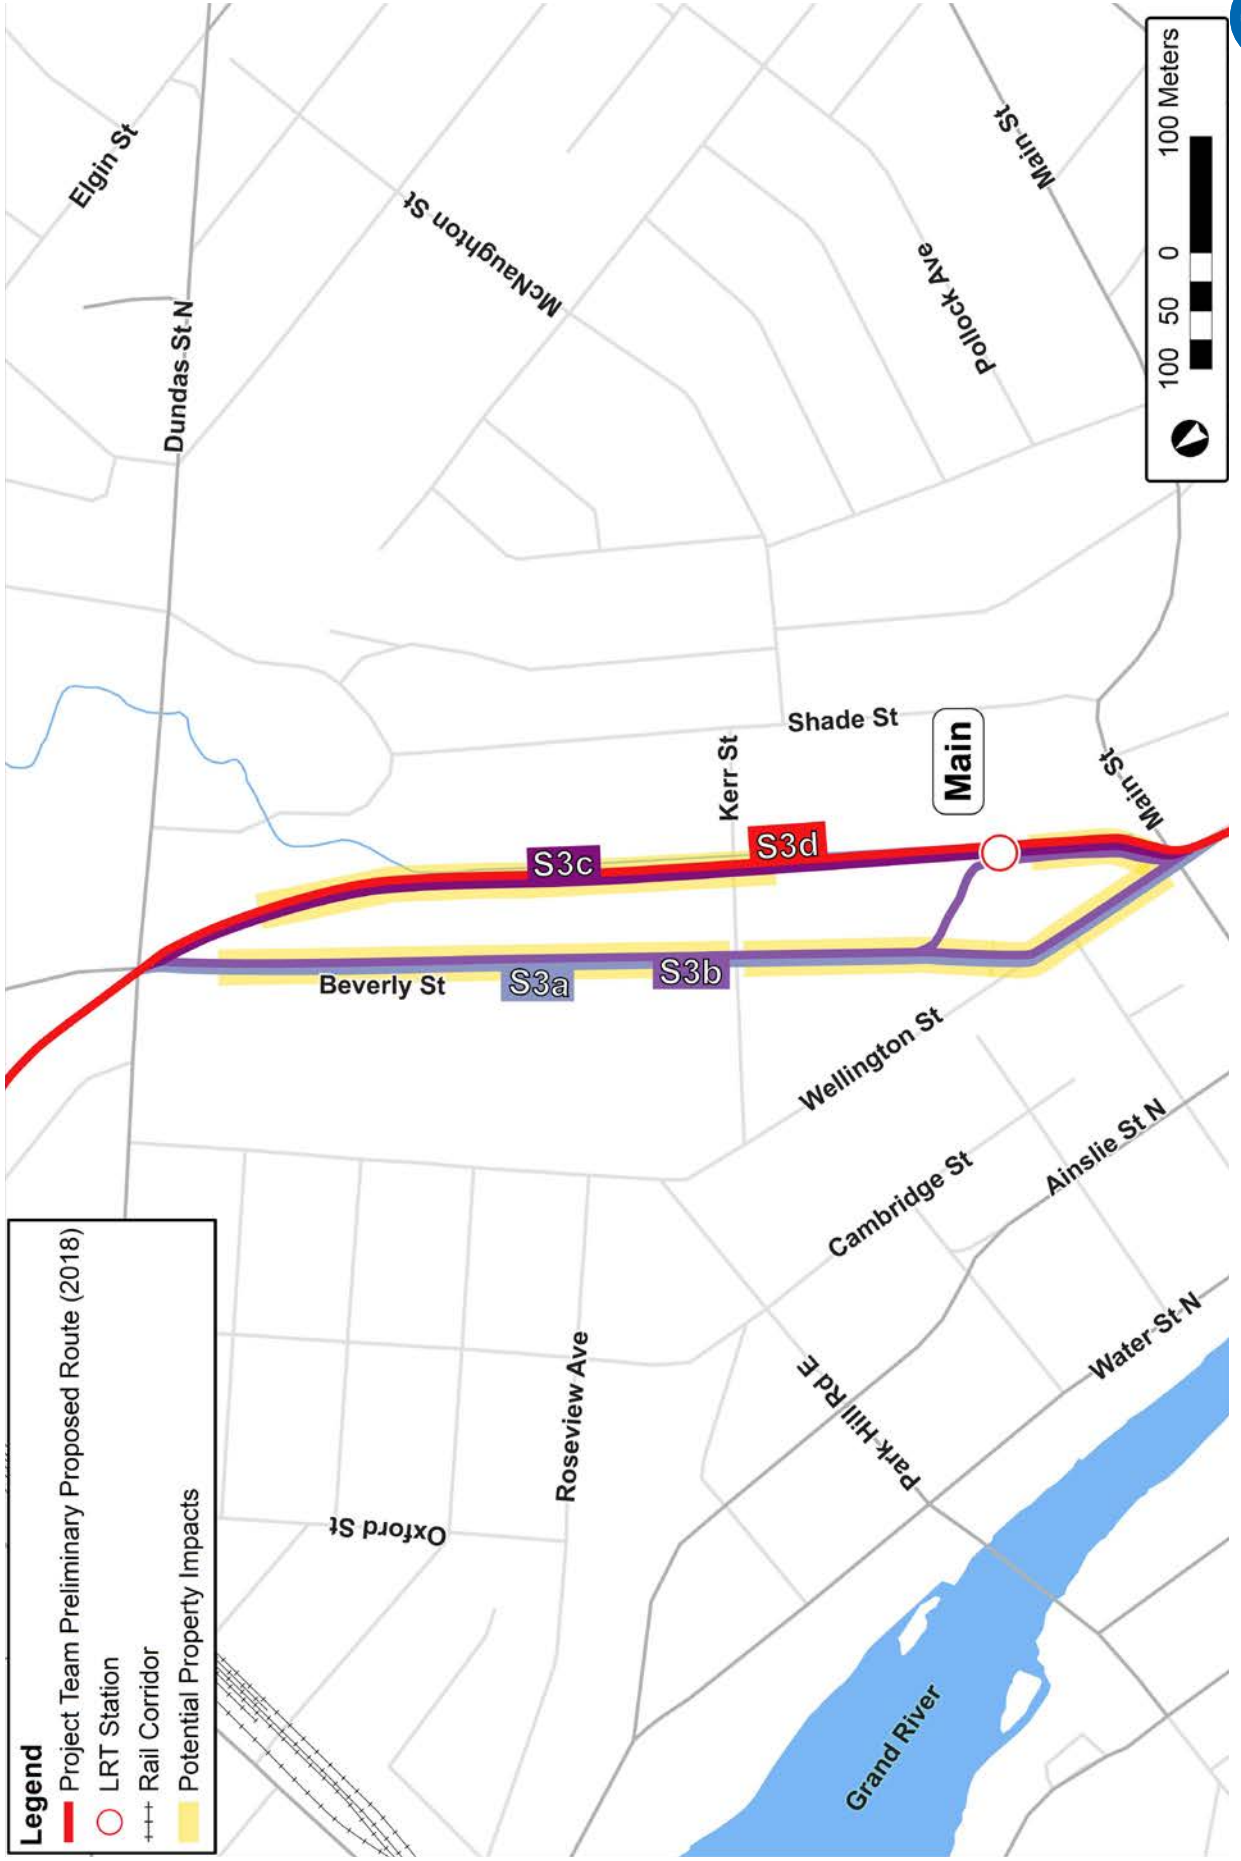 Legend
Project Team Preliminary Proposed Route (2018)
LRT Station
Rail Corridor
Potential Property Impacts
Elgin St
Dundas St N
McNaughton St
Pollock Ave
Main St
Shade St
Kerr St
Main
Main St
S3c
S3d
S3a
S3b
Beverly St
Wellington St
Cambridge St
Ainslie St N
Water St N
Park Hill Rd E
Roseview Ave
Oxford St
Grand River
100 50 0 100 Meters